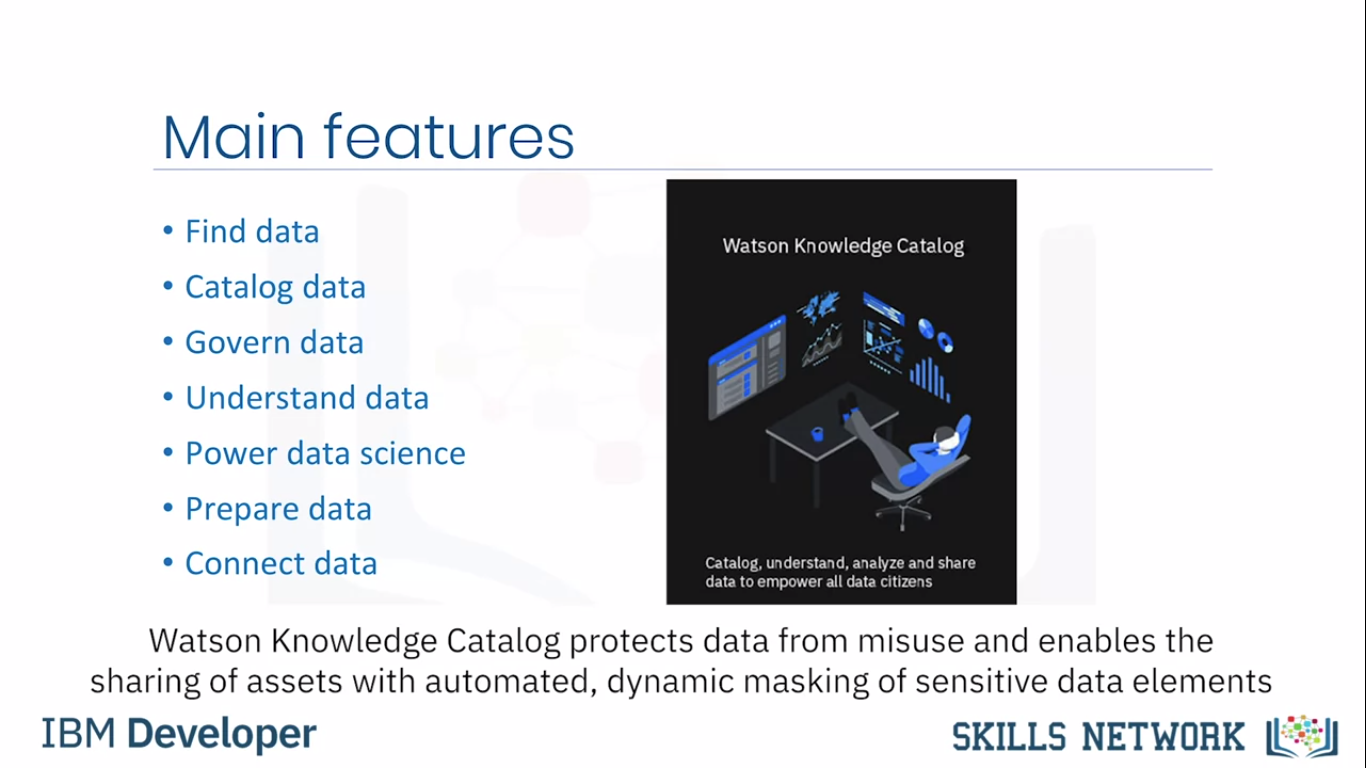 Main features
• Find data
• Catalog data
• Govern data
• Understand data
• Power data science
• Prepare data
• Connect data
Watson Knowledge Catalog
Catalog, understand, analyze and share
data to empower all data citizens
Watson Knowledge Catalog protects data from misuse and enables the
sharing of assets with automated, dynamic masking of sensitive data elements
IBM Developer
SKILLS NETWORK